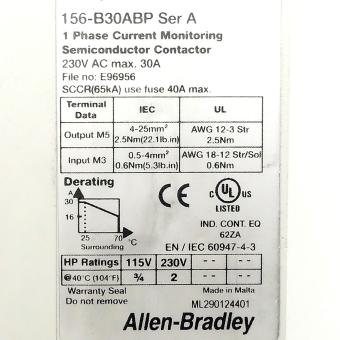 156-B30ABP Ser A
1 Phase Current Monitoring
Semiconductor Contactor
230V AC max. 30A
File no: E96956
SCCR(65kA) use fuse 40A max.
Terminal Data IEC UL
Output M5 4-25mm² 2.5Nm(22.1lb.in) AWG 12-3 Str 2.5Nm
Input M3 0.5-4mm² 0.6Nm(5.3lb.in) AWG 18-12 Str/Sol 0.6Nm
Derating
A
30
16
25 70 °C
Surrounding
CE
c UL us
LISTED
IND. CONT. EQ
62ZA
EN / IEC 60947-4-3
HP Ratings 115V 230V -- --
@40°C (104°F) ¾ 2 -- --
Warranty Seal
Do not remove
Made in Malta
ML290124401
Allen-Bradley